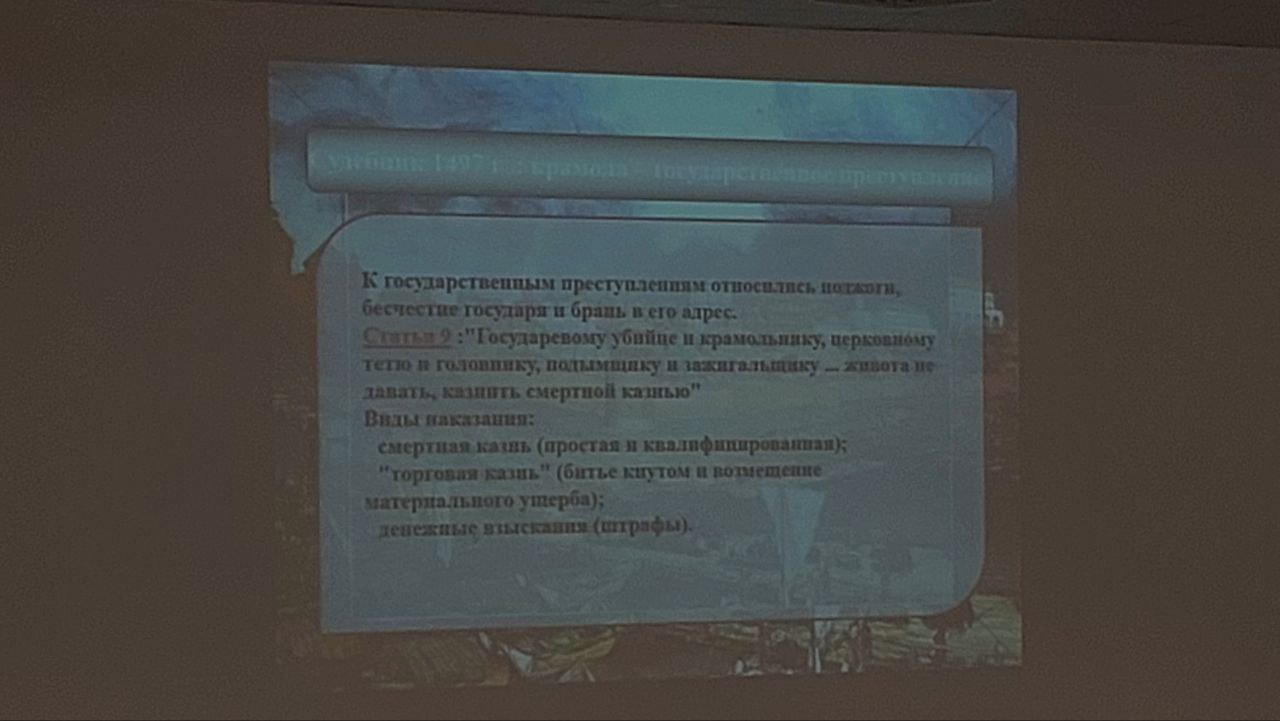 Судебник 1497 г.: крамола – государственное преступление
К государственным преступлениям относились поджоги,
бесчестие государя и брань в его адрес.
Статья 9 :"Государевому убийце и крамольнику, церковному
татю и головнику, подымщику и зажигальщику ... живота не
давать, казнить смертной казнью"
Виды наказания:
смертная казнь (простая и квалифицированная);
"торговая казнь" (битье кнутом и возмещение
материального ущерба);
денежные взыскания (штрафы).